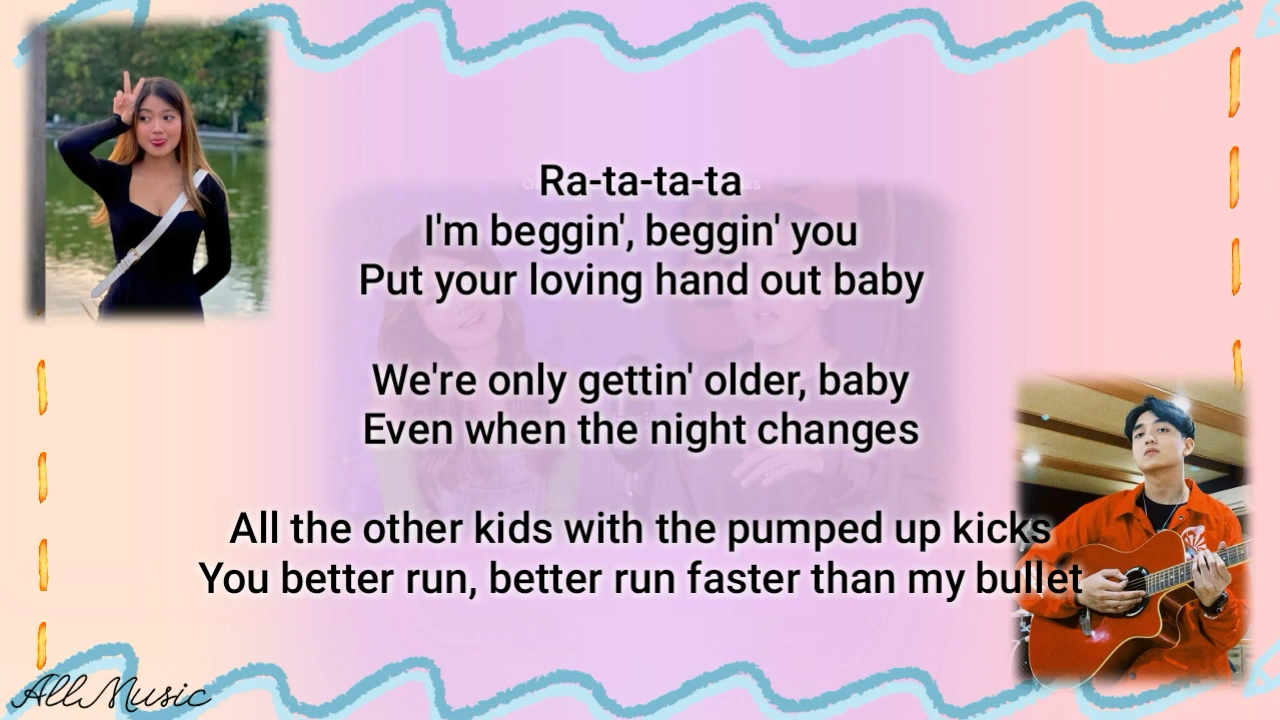 Ra-ta-ta-ta
I'm beggin', beggin' you
Put your loving hand out baby
We're only gettin' older, baby
Even when the night changes
All the other kids with the pumped up kicks
You better run, better run faster than my bullet
All Music